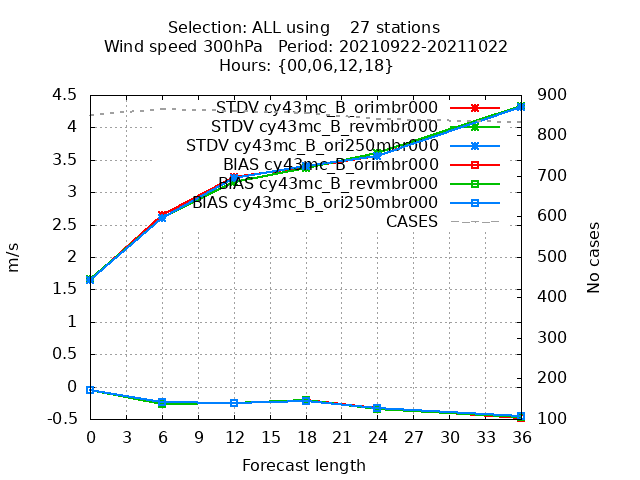 Selection: ALL using    27 stations
Wind speed 300hPa   Period: 20210922-20211022
Hours: {00,06,12,18}
STDV cy43mc_B_orimbr000
STDV cy43mc_B_revmbr000
STDV cy43mc_B_ori250mbr000
BIAS cy43mc_B_orimbr000
BIAS cy43mc_B_revmbr000
BIAS cy43mc_B_ori250mbr000
CASES
4.5
4
3.5
3
2.5
2
1.5
1
0.5
0
-0.5
m/s
900
800
700
600
500
400
300
200
100
No cases
0 3 6 9 12 15 18 21 24 27 30 33 36
Forecast length